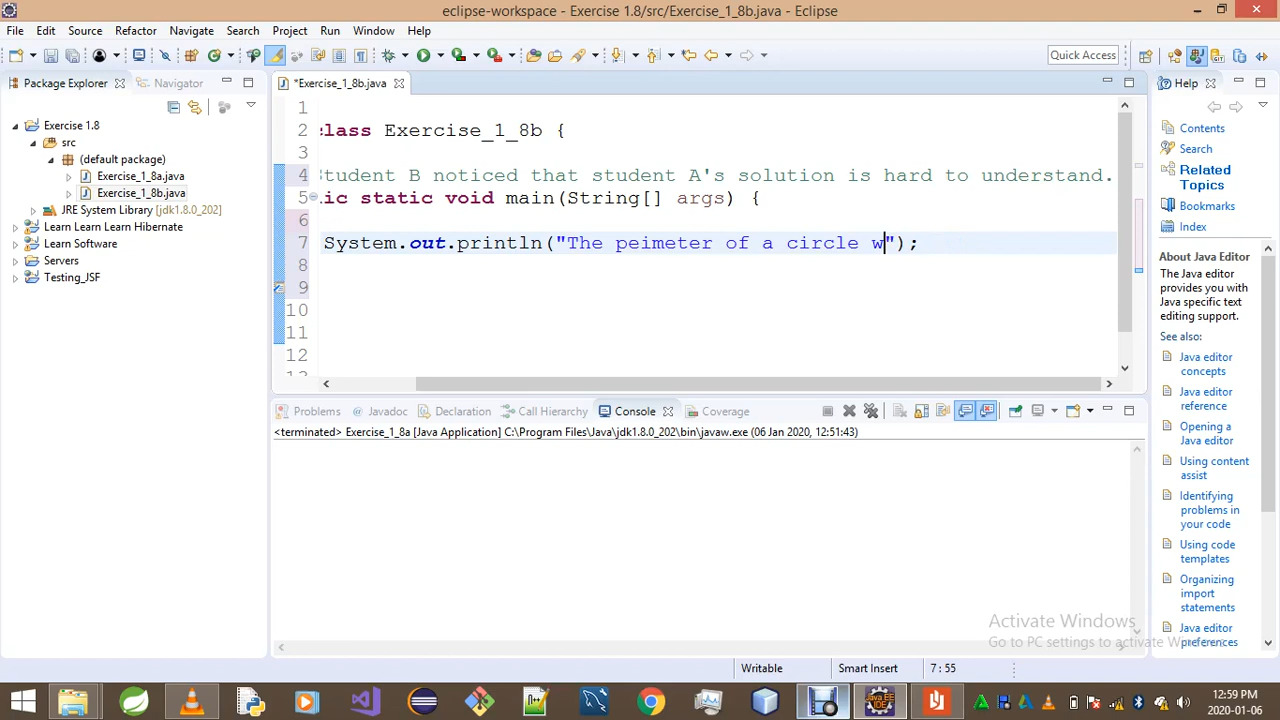 eclipse-workspace - Exercise 1.8/src/Exercise_1_8b.java - Eclipse
File Edit Source Refactor Navigate Search Project Run Window Help
Quick Access
Package Explorer Navigator
Exercise 1.8
src
(default package)
Exercise_1_8a.java
Exercise_1_8b.java
JRE System Library [jdk1.8.0_202]
Learn Learn Learn Hibernate
Learn Software
Servers
Testing_JSF
*Exercise_1_8b.java
1
2 class Exercise_1_8b {
3
4 Student B noticed that student A's solution is hard to understand.
5 ic static void main(String[] args) {
6
7 System.out.println("The peimeter of a circle w");
8
9
10
11
12
13
Problems Javadoc Declaration Call Hierarchy Console Coverage
<terminated> Exercise_1_8a [Java Application] C:\Program Files\Java\jdk1.8.0_202\bin\javaw.exe (06 Jan 2020, 12:51:43)
Help
Contents
Search
Related
Topics
Bookmarks
Index
About Java Editor
The Java editor
provides you with
Java specific text
editing support.
See also:
Java editor
concepts
Java editor
reference
Opening a
Java editor
Using content
assist
Identifying
problems in
your code
Using code
templates
Organizing
import
statements
Java editor
preferences
Activate Windows
Go to PC settings to activate Windows.
Writable Smart Insert 7 : 55
12:59 PM
2020-01-06